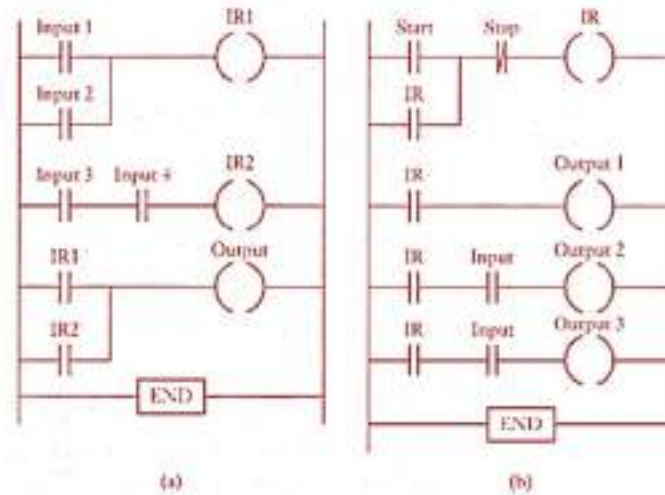 Input 1
IR1
Input 2
Input 3 Input 4 IR2
IR1 Output
IR2
END
(a)
Start Stop IR
IR
IR Output 1
IR Input Output 2
IR Input Output 3
END
(b)